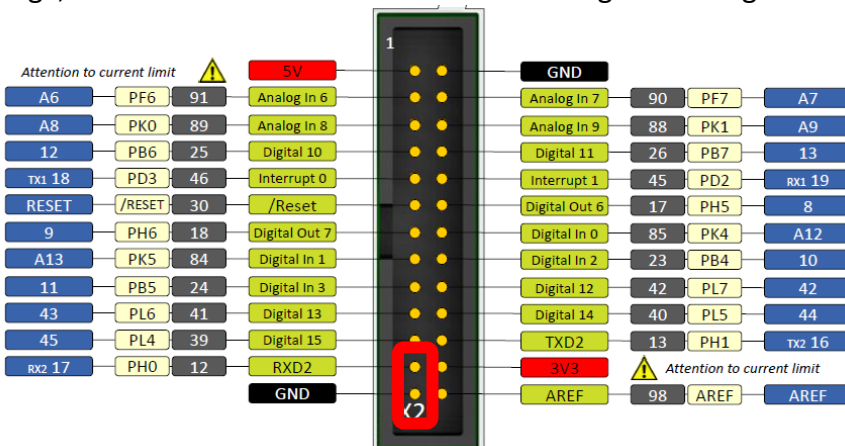 1
5V GND
Attention to current limit
A6 PF6 91 Analog In 6 Analog In 7 90 PF7 A7
A8 PK0 89 Analog In 8 Analog In 9 88 PK1 A9
12 PB6 25 Digital 10 Digital 11 26 PB7 13
TX1 18 PD3 46 Interrupt 0 Interrupt 1 45 PD2 RX1 19
RESET /RESET 30 /Reset Digital Out 6 17 PH5 8
9 PH6 18 Digital Out 7 Digital In 0 85 PK4 A12
A13 PK5 84 Digital In 1 Digital In 2 23 PB4 10
11 PB5 24 Digital In 3 Digital 12 42 PL7 42
43 PL6 41 Digital 13 Digital 14 40 PL5 44
45 PL4 39 Digital 15 TXD2 13 PH1 TX2 16
RX2 17 PH0 12 RXD2 3V3 Attention to current limit
GND AREF 98 AREF AREF
X2